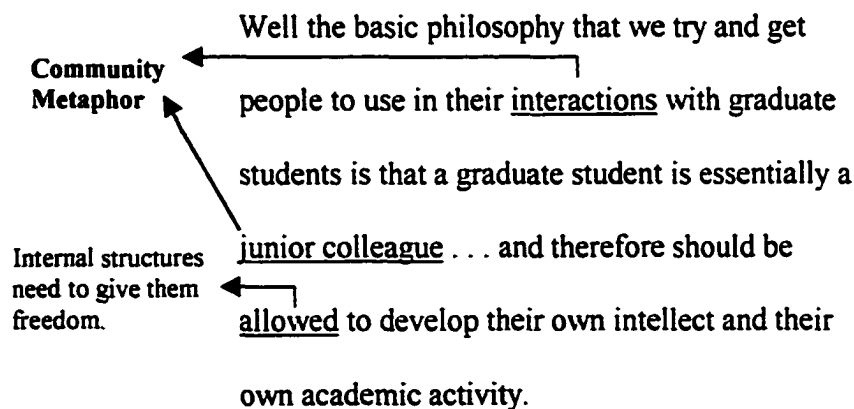 Well the basic philosophy that we try and get
Community
Metaphor
people to use in their interactions with graduate
students is that a graduate student is essentially a
junior colleague . . . and therefore should be
Internal structures
need to give them
freedom.
allowed to develop their own intellect and their
own academic activity.